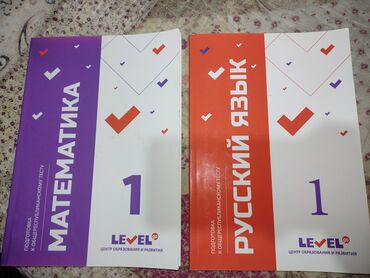 ПОДГОТОВКА
К ОБЩЕРЕСПУБЛИКАНСКОМУ ТЕСТУ
МАТЕМАТИКА
1
LEVEL
ЦЕНТР ОБРАЗОВАНИЯ И РАЗВИТИЯ
ПОДГОТОВКА
К ОБЩЕРЕСПУБЛИКАНСКОМУ ТЕСТУ
РУССКИЙ ЯЗЫК
1
LEVEL
ЦЕНТР ОБРАЗОВАНИЯ И РАЗВИТИЯ